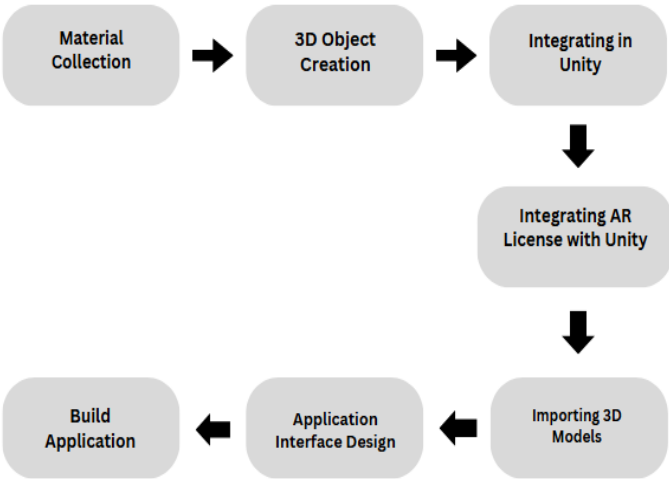 Material
Collection
3D Object
Creation
Integrating in
Unity
Integrating AR
License with Unity
Importing 3D
Models
Application
Interface Design
Build
Application